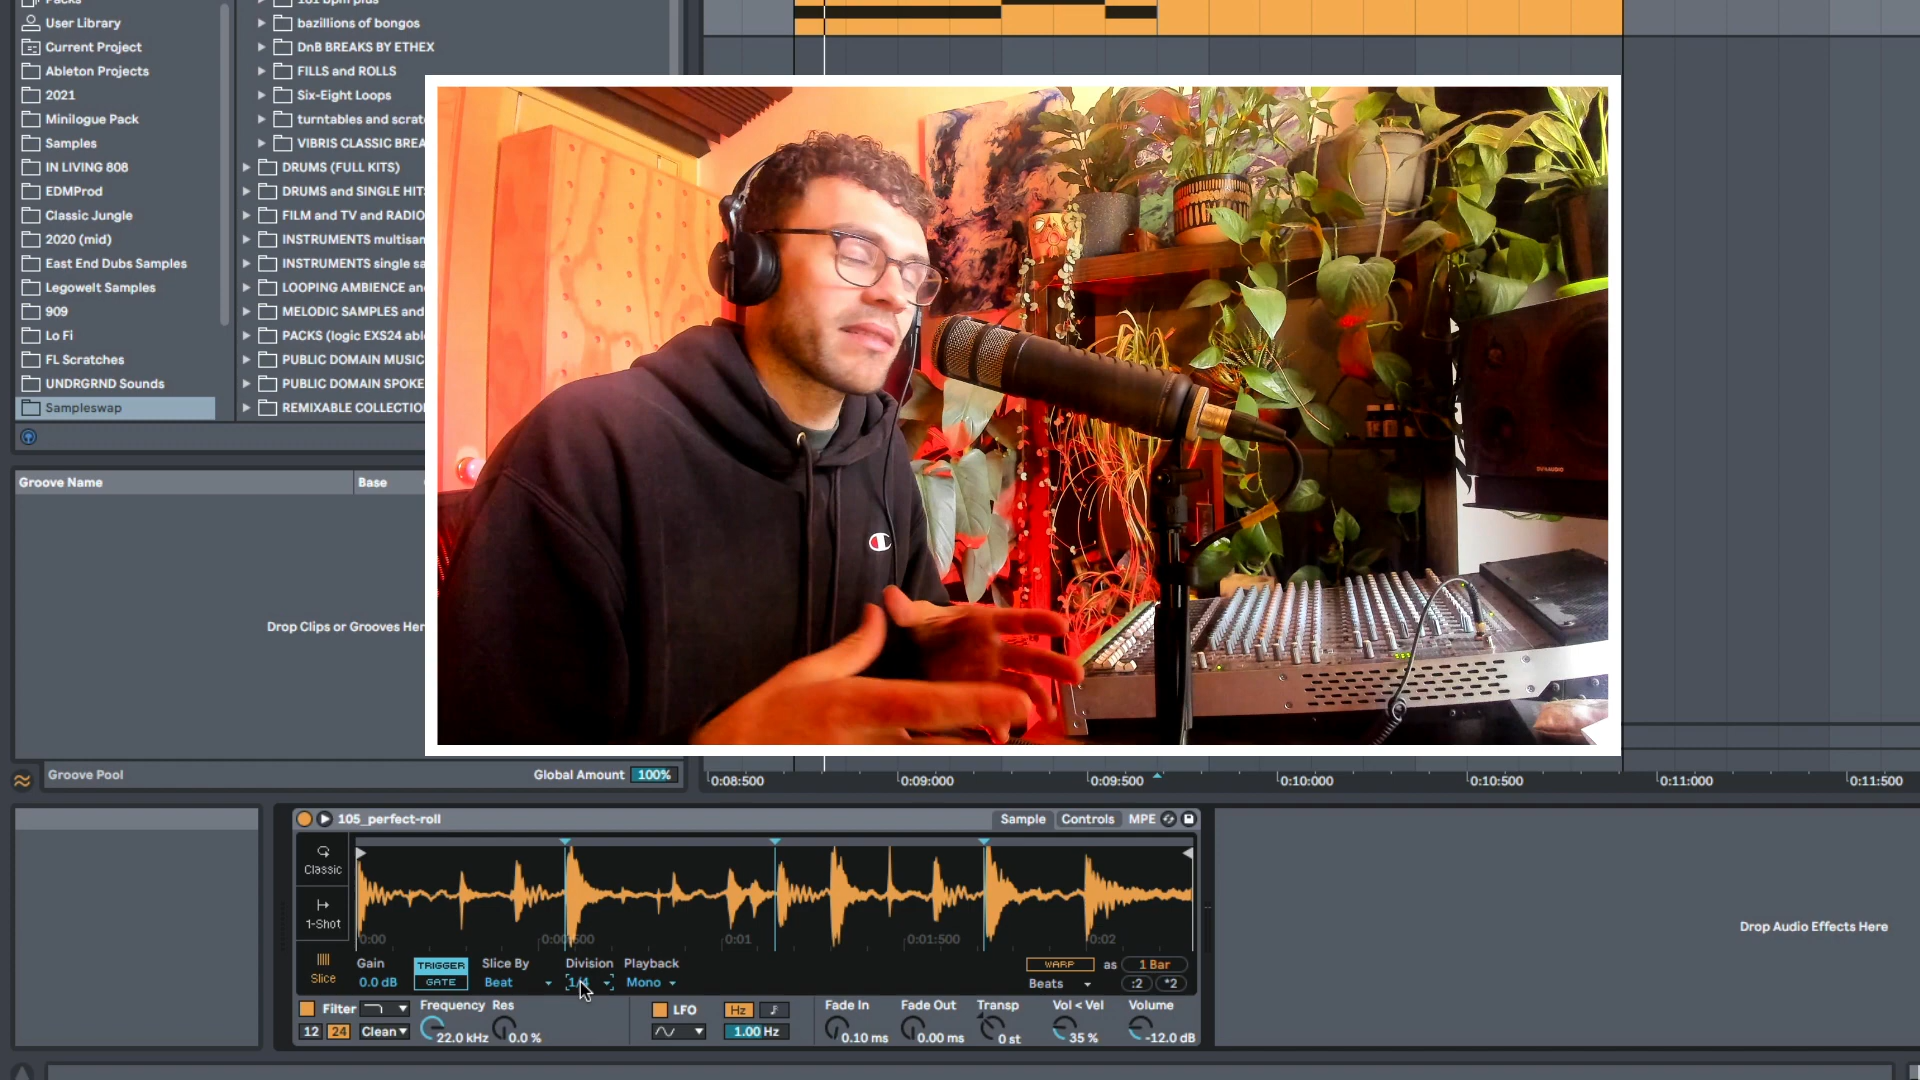 Packs
User Library
Current Project
Ableton Projects
2021
Minilogue Pack
Samples
IN LIVING 808
EDMProd
Classic Jungle
2020 (mid)
East End Dubs Samples
Legowelt Samples
909
Lo Fi
FL Scratches
UNDRGRND Sounds
Sampleswap
161 bpm plus
bazillions of bongos
DnB BREAKS BY ETHEX
FILLS and ROLLS
Six-Eight Loops
turntables and scrat
VIBRIS CLASSIC BREA
DRUMS (FULL KITS)
DRUMS and SINGLE HIT
FILM and TV and RADIO
INSTRUMENTS multisam
INSTRUMENTS single sa
LOOPING AMBIENCE an
MELODIC SAMPLES and
PACKS (logic EXS24 abl
PUBLIC DOMAIN MUSIC
PUBLIC DOMAIN SPOKE
REMIXABLE COLLECTIO
Groove Name Base
Drop Clips or Grooves Her
Groove Pool Global Amount 100%
0:08:500 0:09:000 0:09:500 0:10:000 0:10:500 0:11:000 0:11:500
105_perfect-roll Sample Controls MPE
Classic
1-Shot
Slice
0:00 0:00:500 0:01 0:01:500 0:02
Gain TRIGGER Slice By Division Playback WARP as 1 Bar
0.0 dB GATE Beat 1/4 Mono Beats :2 *2
Filter Frequency Res LFO Hz Fade In Fade Out Transp Vol < Vel Volume
12 24 Clean 22.0 kHz 0.0 % 1.00 Hz 0.10 ms 0.00 ms 0 st 35 % -12.0 dB
Drop Audio Effects Here